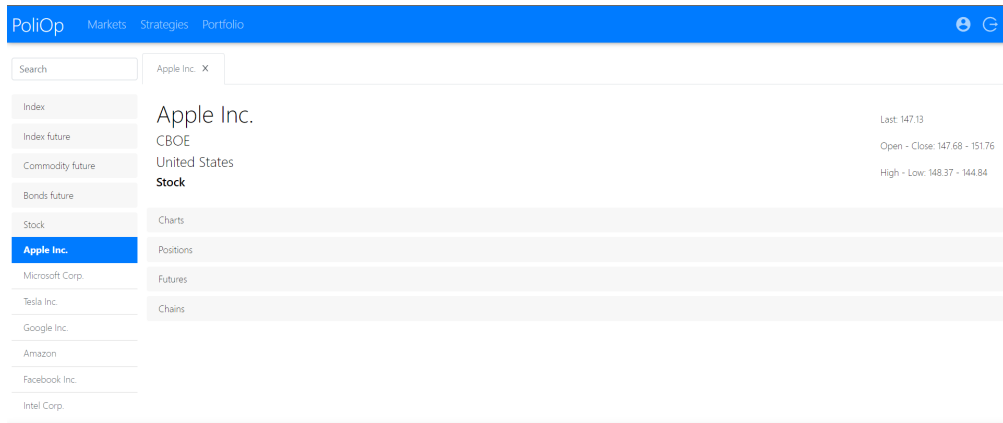 PoliOp Markets Strategies Portfolio
Search
Index
Index future
Commodity future
Bonds future
Stock
Apple Inc.
Microsoft Corp.
Tesla Inc.
Google Inc.
Amazon
Facebook Inc.
Intel Corp.
Apple Inc. X
Apple Inc.
CBOE
United States
Stock
Last: 147.13
Open - Close: 147.68 - 151.76
High - Low: 148.37 - 144.84
Charts
Positions
Futures
Chains